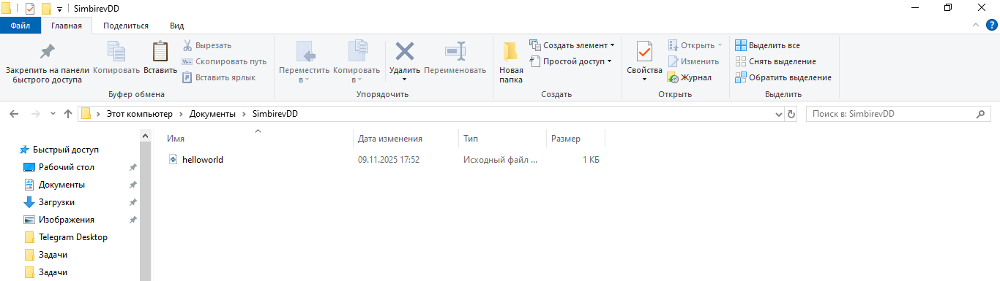 SimbirevDD
Файл Главная Поделиться Вид
Закрепить на панели быстрого доступа
Копировать
Вставить
Вырезать
Скопировать путь
Вставить ярлык
Буфер обмена
Переместить в
Копировать в
Удалить
Переименовать
Упорядочить
Новая папка
Создать элемент
Простой доступ
Создать
Свойства
Открыть
Изменить
Журнал
Открыть
Выделить все
Снять выделение
Обратить выделение
Выделить
Этот компьютер Документы SimbirevDD
Поиск в: SimbirevDD
Имя Дата изменения Тип Размер
helloworld 09.11.2025 17:52 Исходный файл ... 1 КБ
Быстрый доступ
Рабочий стол
Документы
Загрузки
Изображения
Telegram Desktop
Задачи
Задачи